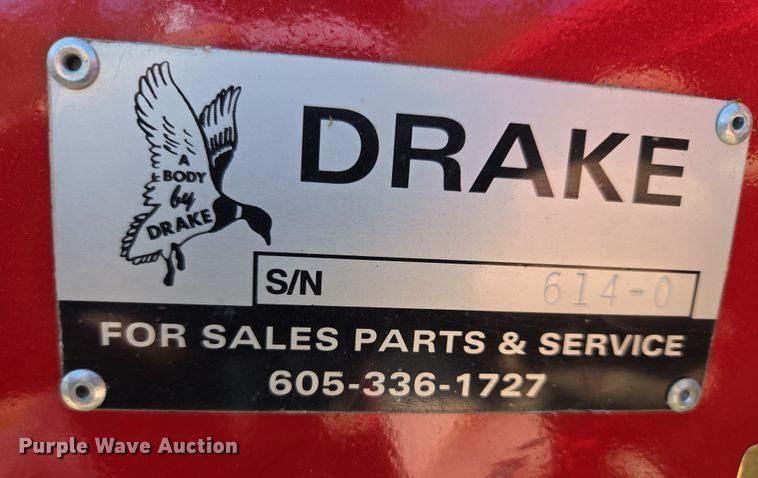 A
BODY
by
DRAKE
DRAKE
S/N 614-0
FOR SALES PARTS & SERVICE
605-336-1727
Purple Wave Auction